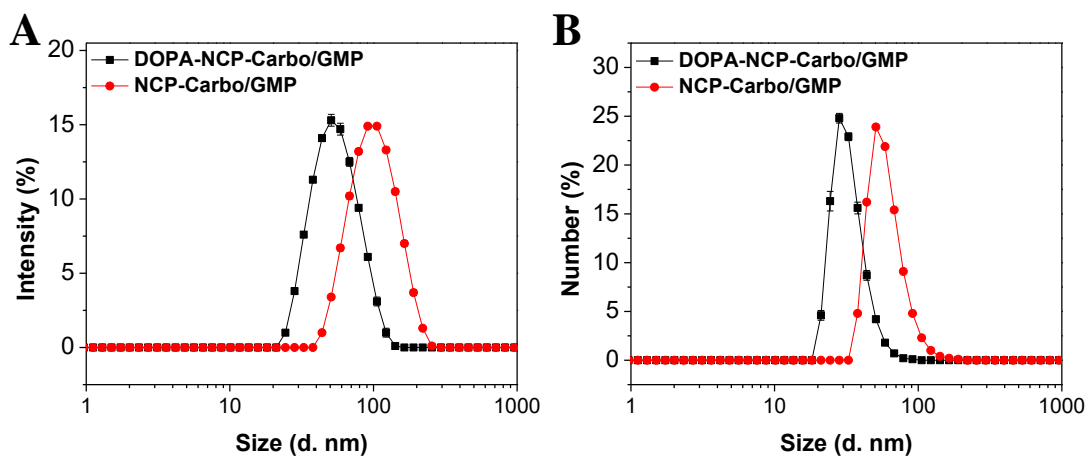 A
DOPA-NCP-Carbo/GMP
NCP-Carbo/GMP
20
15
10
5
0
Intensity (%)
1
10
100
1000
Size (d. nm)
B
DOPA-NCP-Carbo/GMP
NCP-Carbo/GMP
30
25
20
15
10
5
0
Number (%)
1
10
100
1000
Size (d. nm)